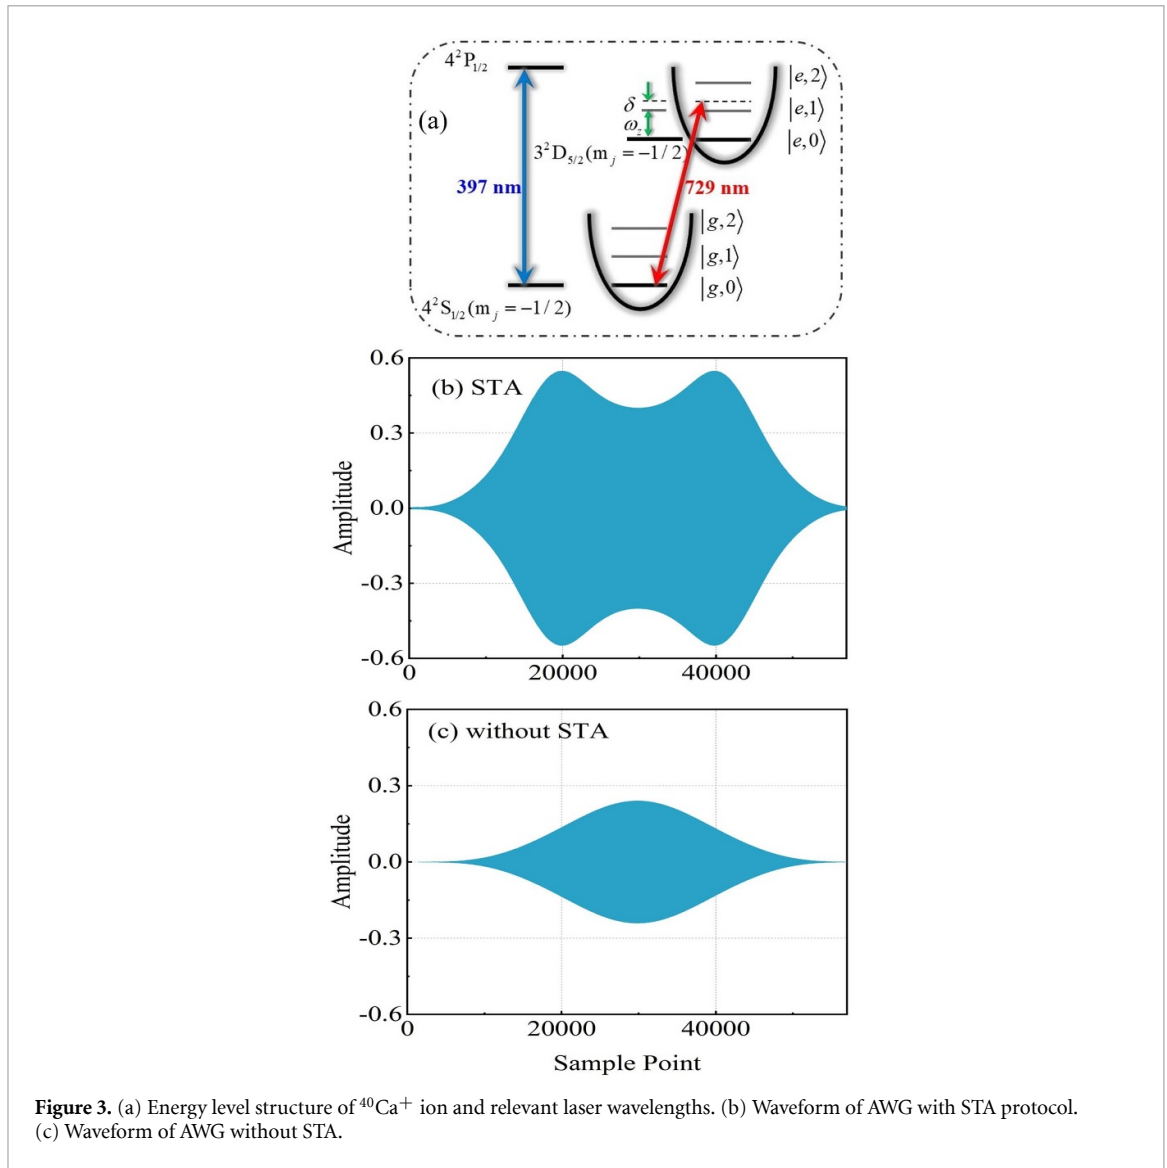 4²P₁/₂
(a)
δ
ω_z
|e,2⟩
|e,1⟩
|e,0⟩
3²D₅/₂(m_j = −1/2)
397 nm
729 nm
|g,2⟩
|g,1⟩
|g,0⟩
4²S₁/₂(m_j = −1/2)
(b) STA
0.6
0.3
0.0
-0.3
-0.6
Amplitude
0 20000 40000
(c) without STA
0.6
0.3
0.0
-0.3
-0.6
Amplitude
0 20000 40000
Sample Point
Figure 3. (a) Energy level structure of ⁴⁰Ca⁺ ion and relevant laser wavelengths. (b) Waveform of AWG with STA protocol.
(c) Waveform of AWG without STA.